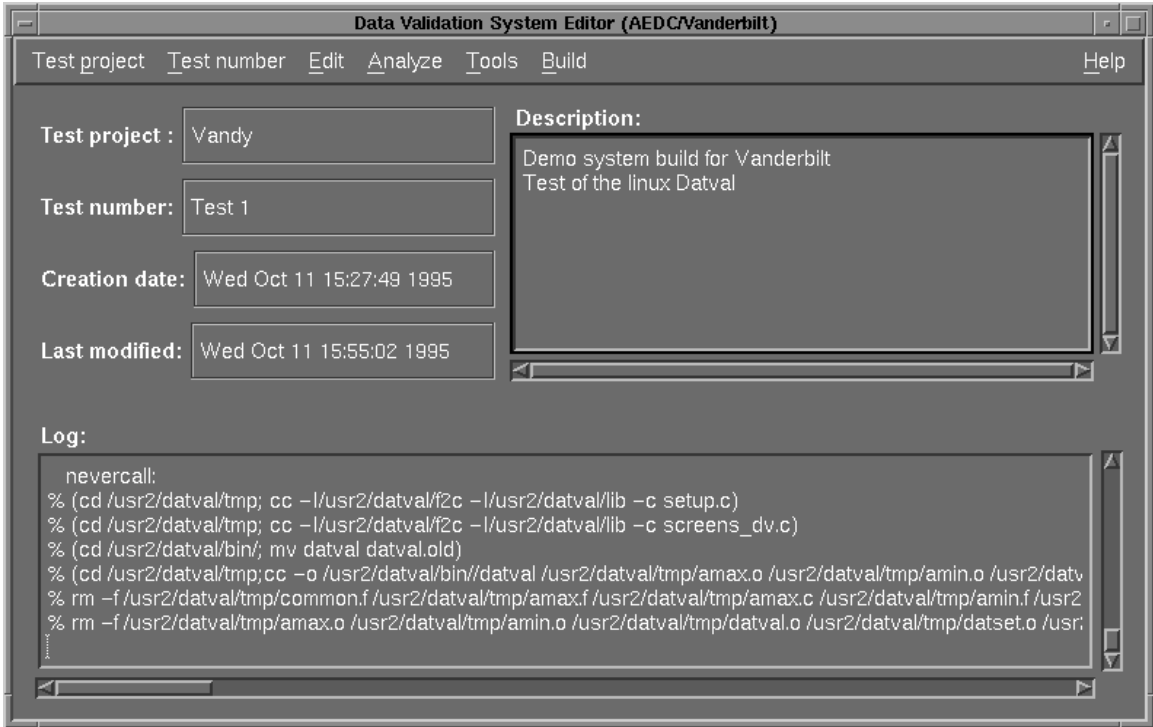 Data Validation System Editor (AEDC/Vanderbilt)
Test project Test number Edit Analyze Tools Build Help
Test project : Vandy
Test number: Test 1
Creation date: Wed Oct 11 15:27:49 1995
Last modified: Wed Oct 11 15:55:02 1995
Description:
Demo system build for Vanderbilt
Test of the linux Datval
Log:
nevercall:
% (cd /usr2/datval/tmp; cc -I/usr2/datval/f2c -I/usr2/datval/lib -c setup.c)
% (cd /usr2/datval/tmp; cc -I/usr2/datval/f2c -I/usr2/datval/lib -c screens_dv.c)
% (cd /usr2/datval/bin/; mv datval datval.old)
% (cd /usr2/datval/tmp;cc -o /usr2/datval/bin//datval /usr2/datval/tmp/amax.o /usr2/datval/tmp/amin.o /usr2/datv
% rm -f /usr2/datval/tmp/common.f /usr2/datval/tmp/amax.f /usr2/datval/tmp/amax.c /usr2/datval/tmp/amin.f /usr2
% rm -f /usr2/datval/tmp/amax.o /usr2/datval/tmp/amin.o /usr2/datval/tmp/datval.o /usr2/datval/tmp/datset.o /usr